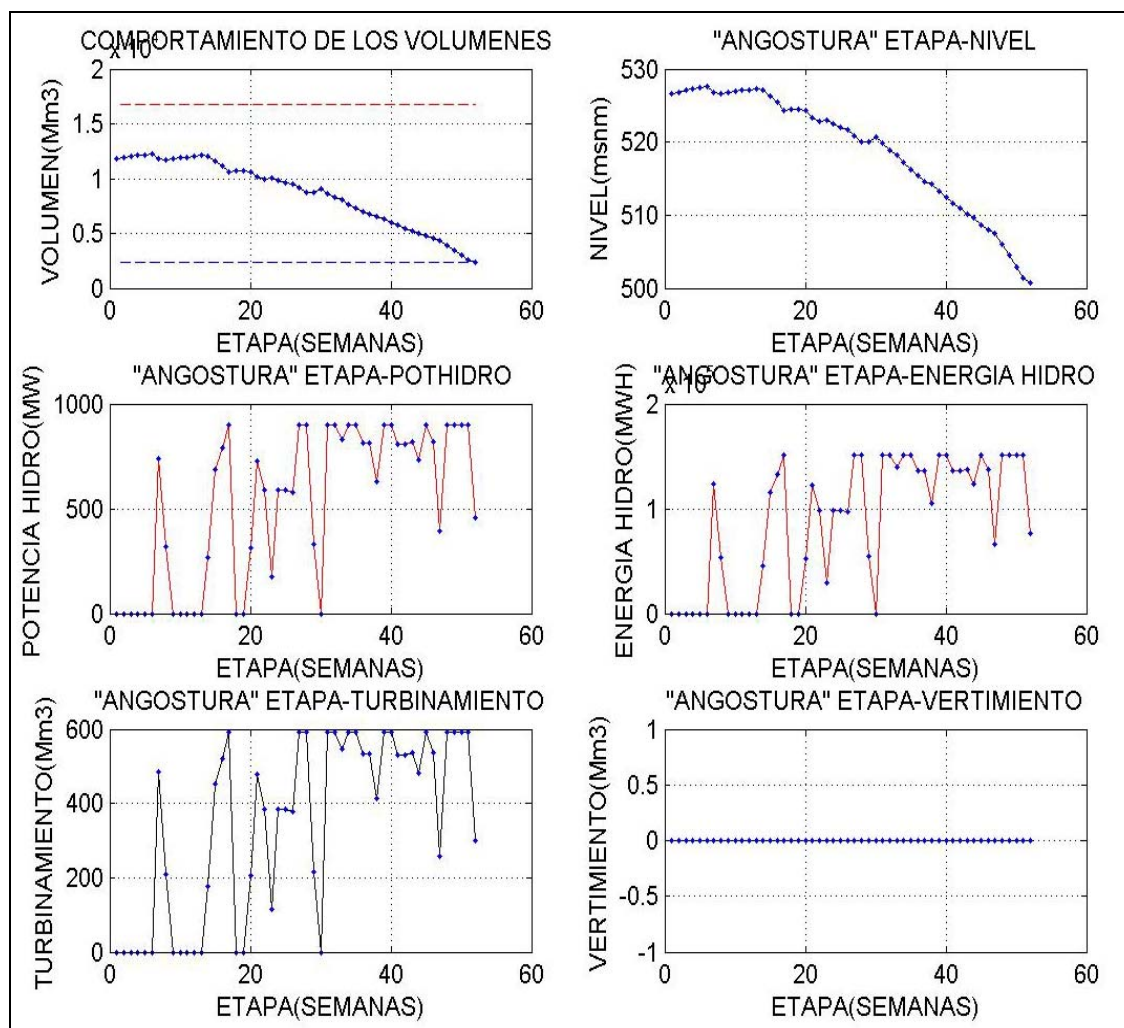 COMPORTAMIENTO DE LOS VOLUMENES
2
1.5
1
0.5
0
0 20 40 60
VOLUMEN(Mm3)
ETAPA(SEMANAS)
"ANGOSTURA" ETAPA-NIVEL
530
520
510
500
0 20 40 60
NIVEL(msnm)
ETAPA(SEMANAS)
"ANGOSTURA" ETAPA-POTHIDRO
1000
500
0
0 20 40 60
POTENCIA HIDRO(MW)
ETAPA(SEMANAS)
"ANGOSTURA" ETAPA-ENERGIA HIDRO
2
1
0
0 20 40 60
ENERGIA HIDRO(MWH)
ETAPA(SEMANAS)
"ANGOSTURA" ETAPA-TURBINAMIENTO
600
400
200
0
0 20 40 60
TURBINAMIENTO(Mm3)
ETAPA(SEMANAS)
"ANGOSTURA" ETAPA-VERTIMIENTO
1
0.5
0
-0.5
-1
0 20 40 60
VERTIMIENTO(Mm3)
ETAPA(SEMANAS)